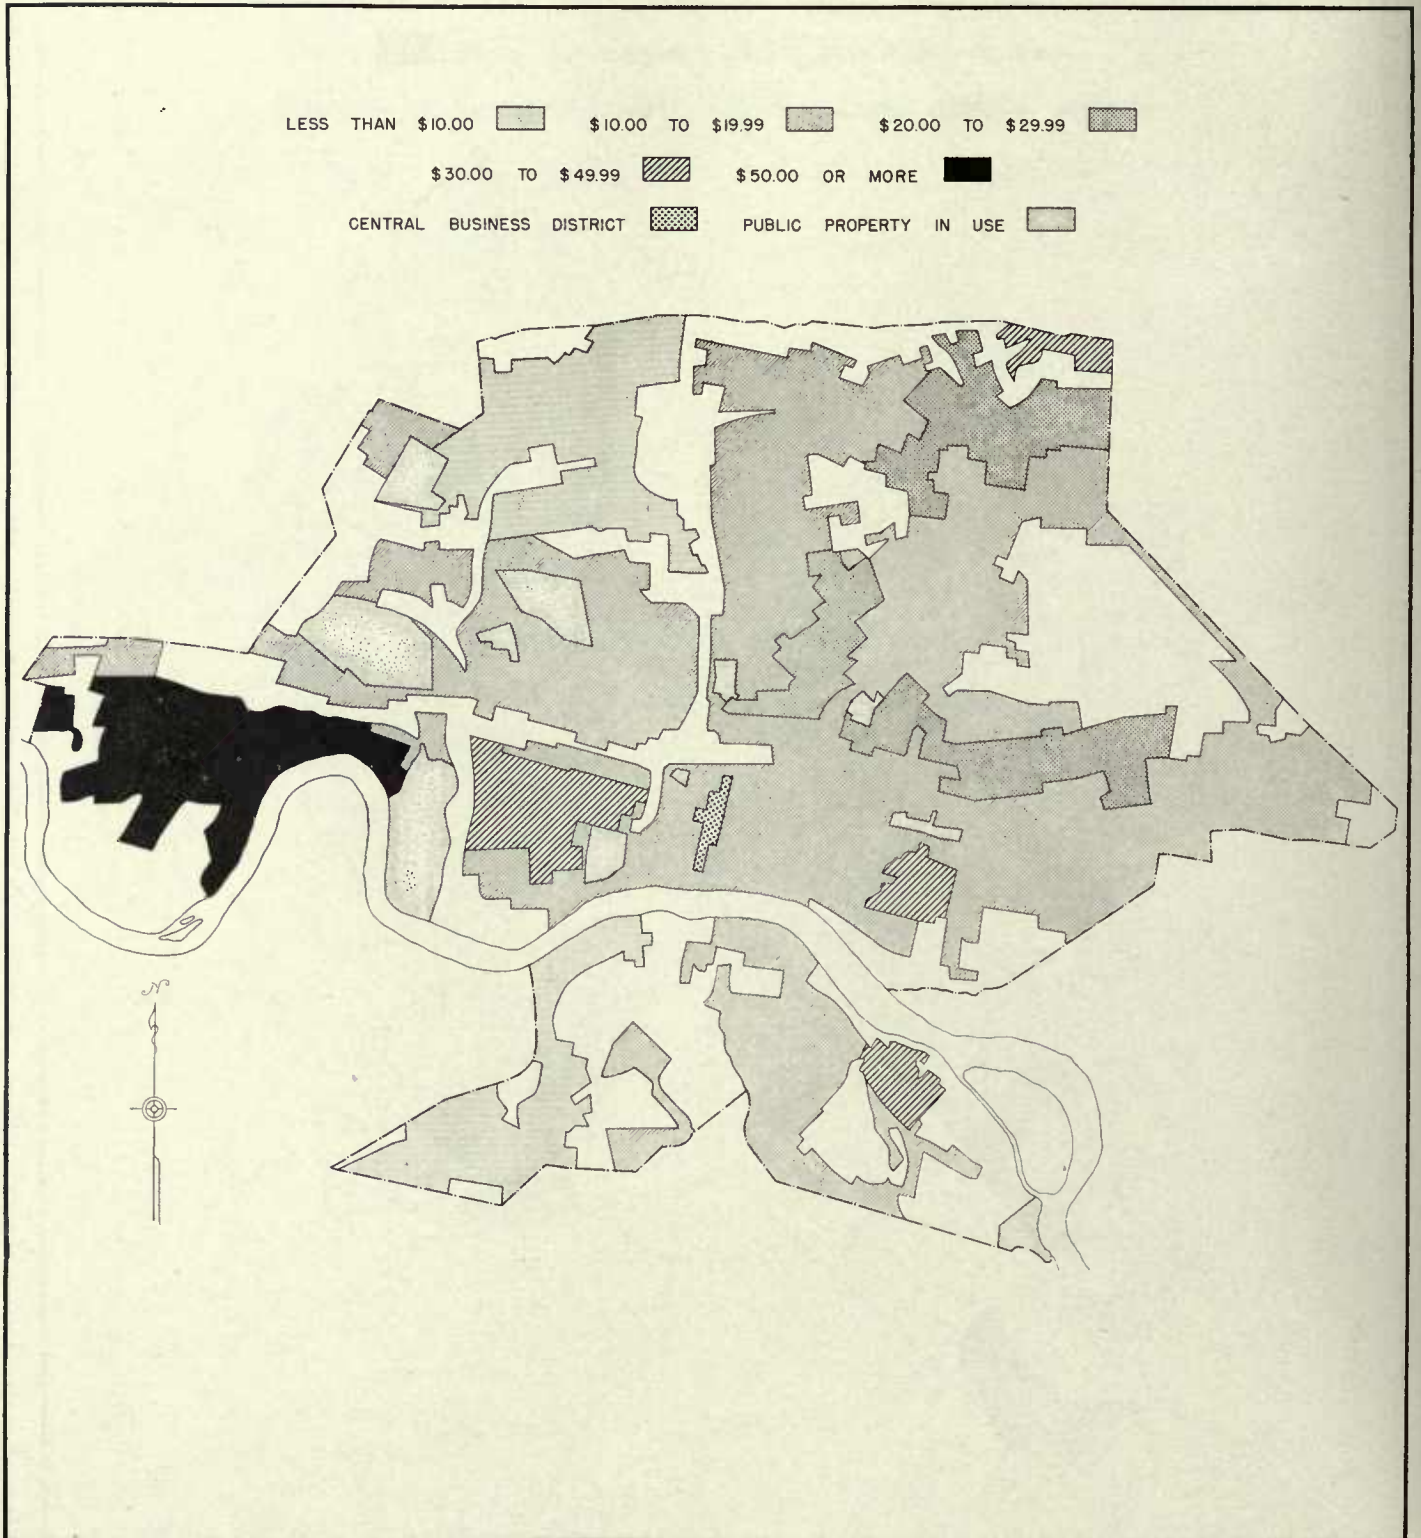 LESS THAN $10.00 $10.00 TO $19.99 $20.00 TO $29.99
$30.00 TO $49.99 $50.00 OR MORE
CENTRAL BUSINESS DISTRICT PUBLIC PROPERTY IN USE
N